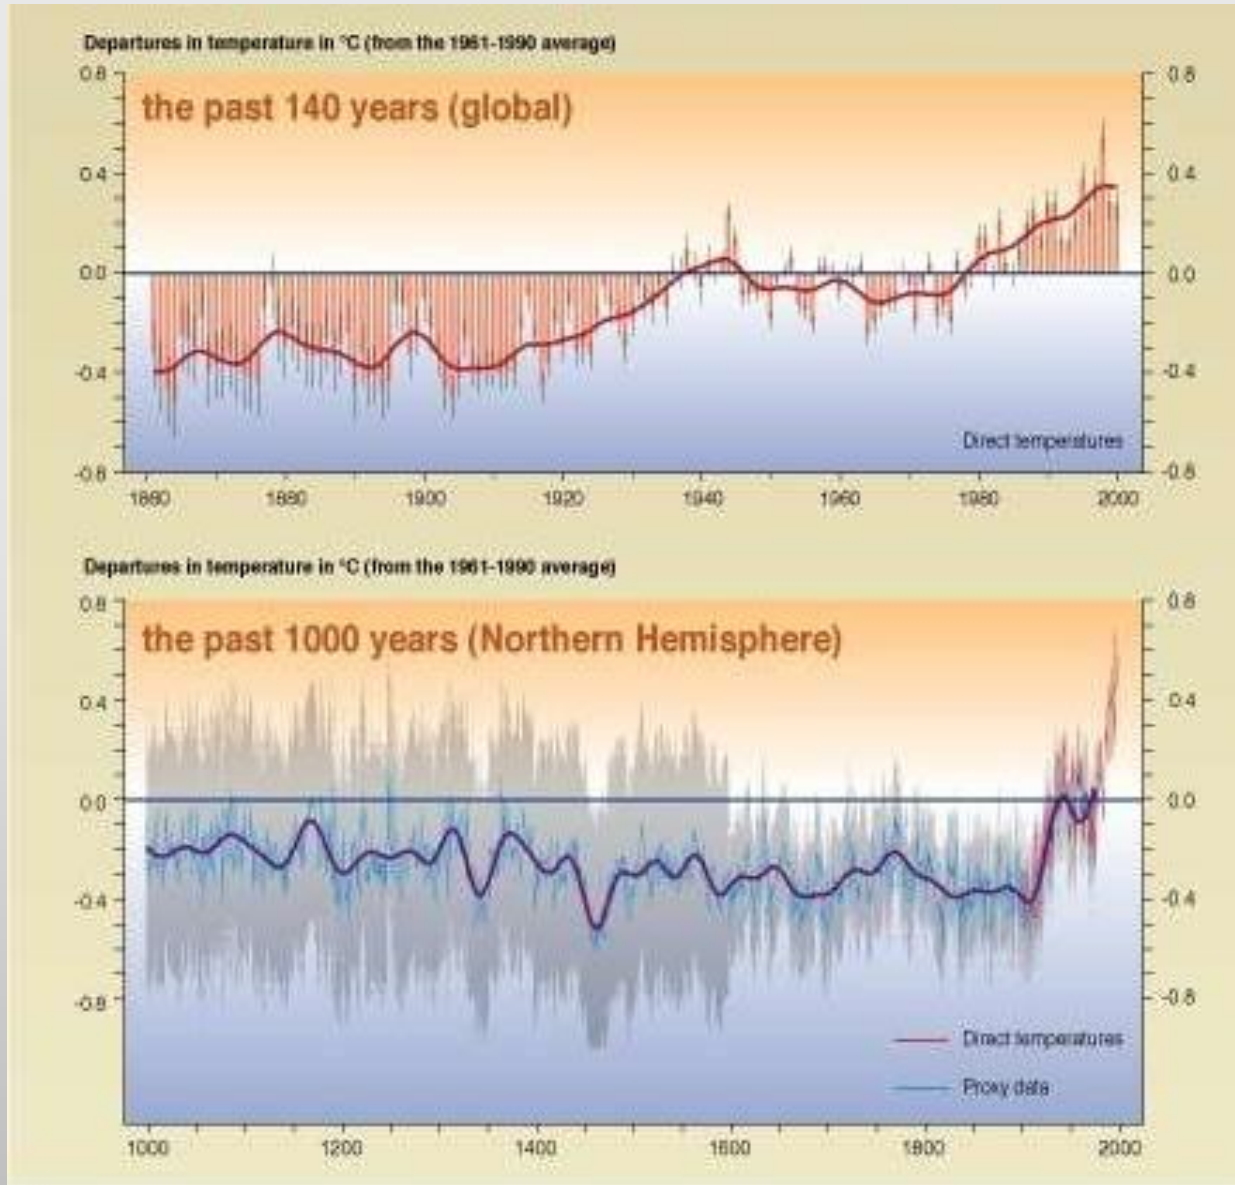 Departures in temperature in °C (from the 1961-1990 average)
the past 140 years (global)
0.8 0.8
0.4 0.4
0.0 0.0
-0.4 -0.4
-0.8 -0.8
Direct temperatures
1860 1880 1900 1920 1940 1960 1980 2000
Departures in temperature in °C (from the 1961-1990 average)
the past 1000 years (Northern Hemisphere)
0.8 0.8
0.4 0.4
0.0 0.0
-0.4 -0.4
-0.8 -0.8
Direct temperatures
Proxy data
1000 1200 1400 1600 1800 2000